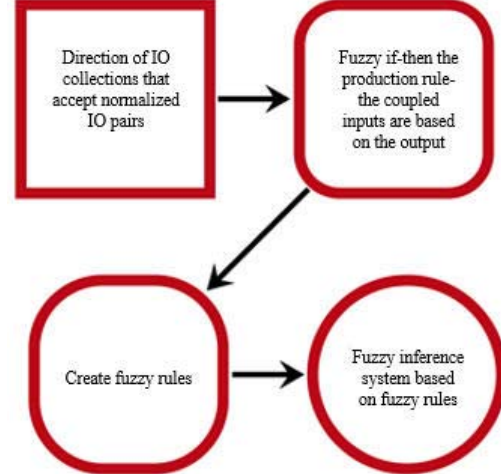 Direction of IO
collections that
accept normalized
IO pairs
Fuzzy if-then the
production rule-
the coupled
inputs are based
on the output
Create fuzzy rules
Fuzzy inference
system based
on fuzzy rules